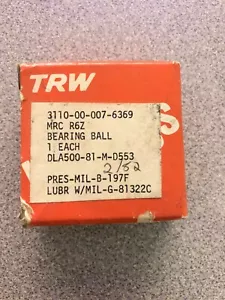 TRW
3110-00-007-6369
MRC R6Z
BEARING BALL
1 EACH
DLA500-81-M-D553
2/82
PRES-MIL-B-197F
LUBR W/MIL-G-81322C